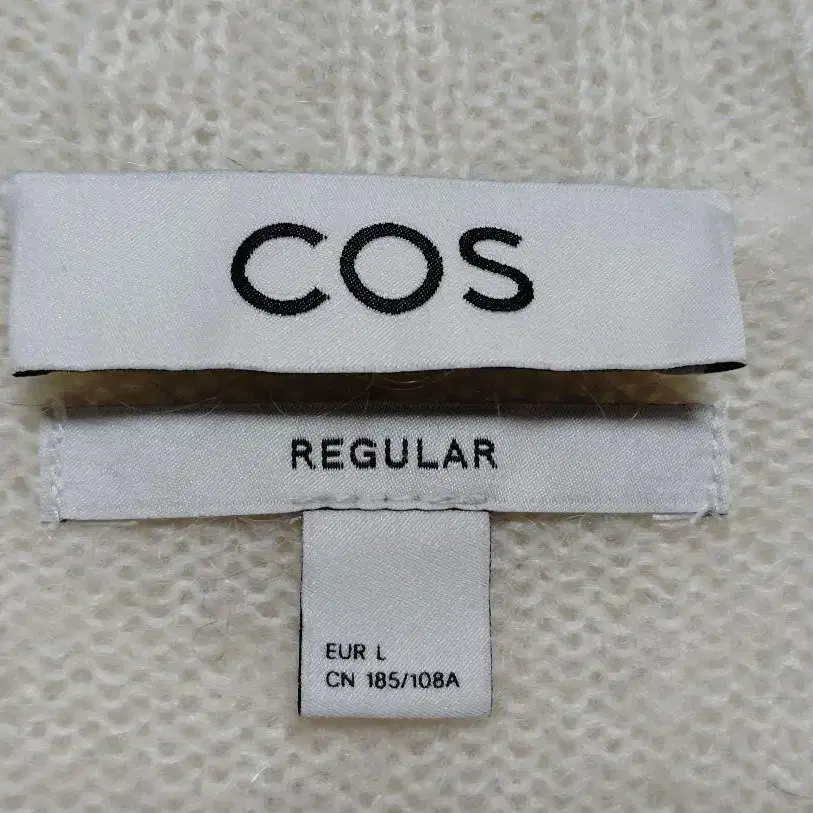 COS
REGULAR
EUR L
CN 185/108A